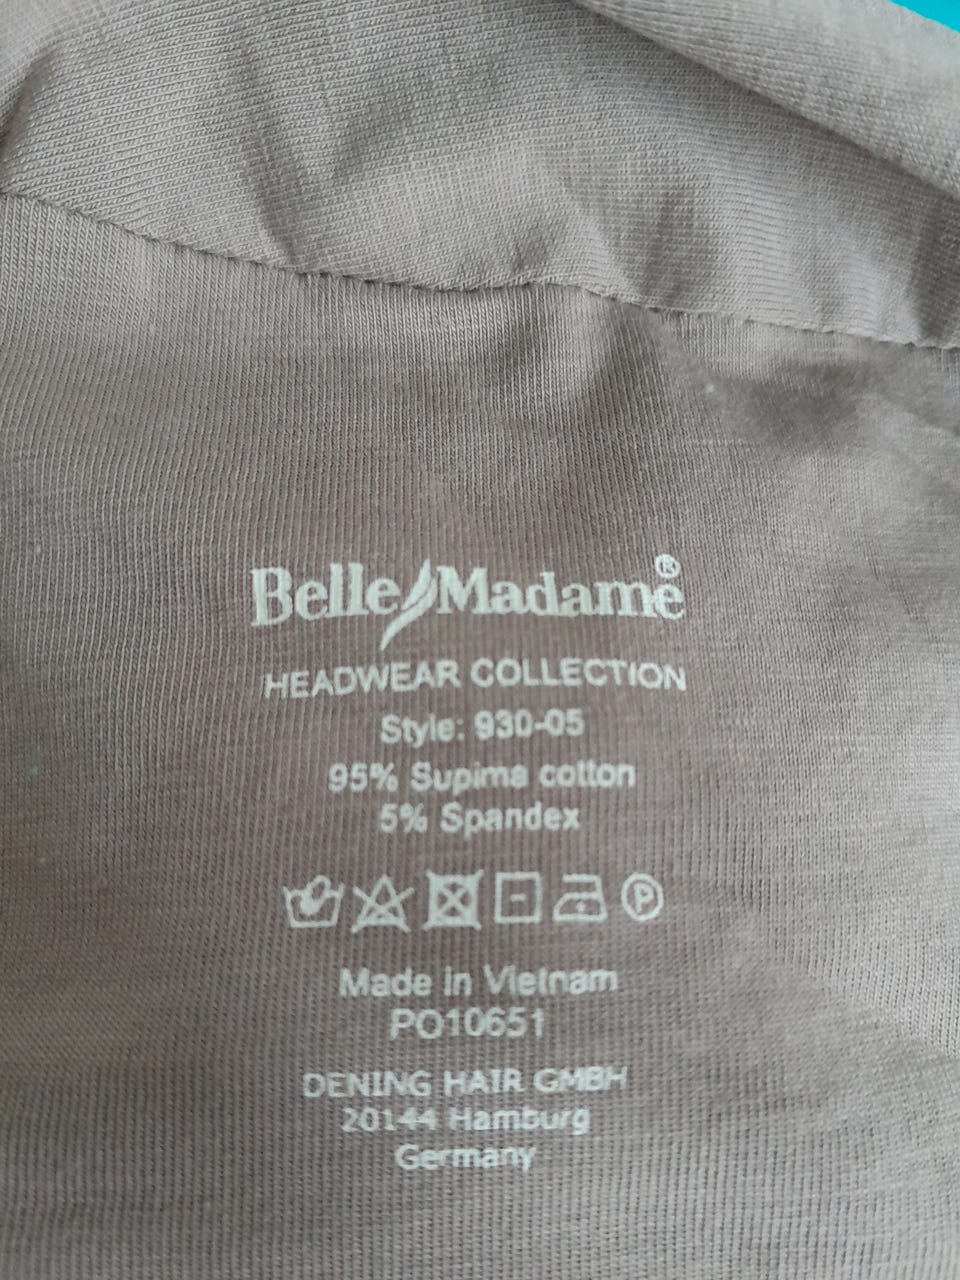 Belle Madame®
HEADWEAR COLLECTION
Style: 930-05
95% Supima cotton
5% Spandex
P
Made in Vietnam
PO10651
DENING HAIR GMBH
20144 Hamburg
Germany